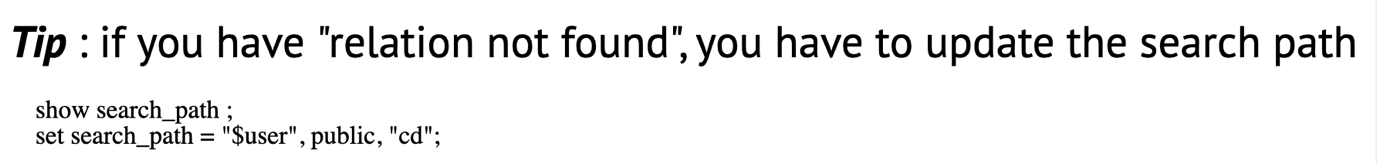 Tip : if you have "relation not found", you have to update the search path
show search_path ;
set search_path = "$user", public, "cd";